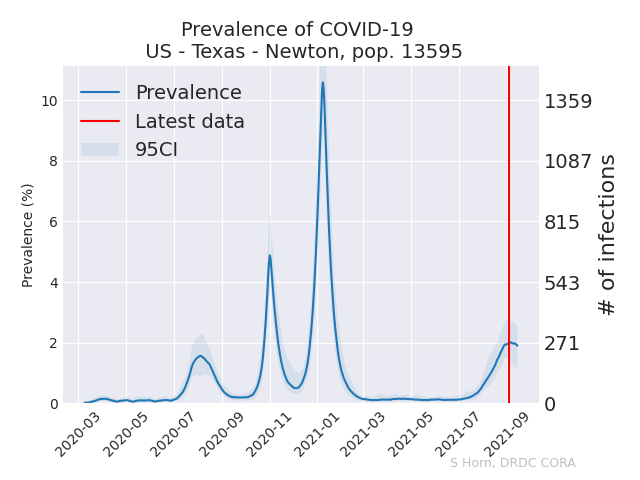 Prevalence of COVID-19
US - Texas - Newton, pop. 13595
Prevalence
Latest data
95CI
Prevalence (%)
10
8
6
4
2
0
1359
1087
815
543
271
0
# of infections
2020-03
2020-05
2020-07
2020-09
2020-11
2021-01
2021-03
2021-05
2021-07
2021-09
S Horn, DRDC CORA